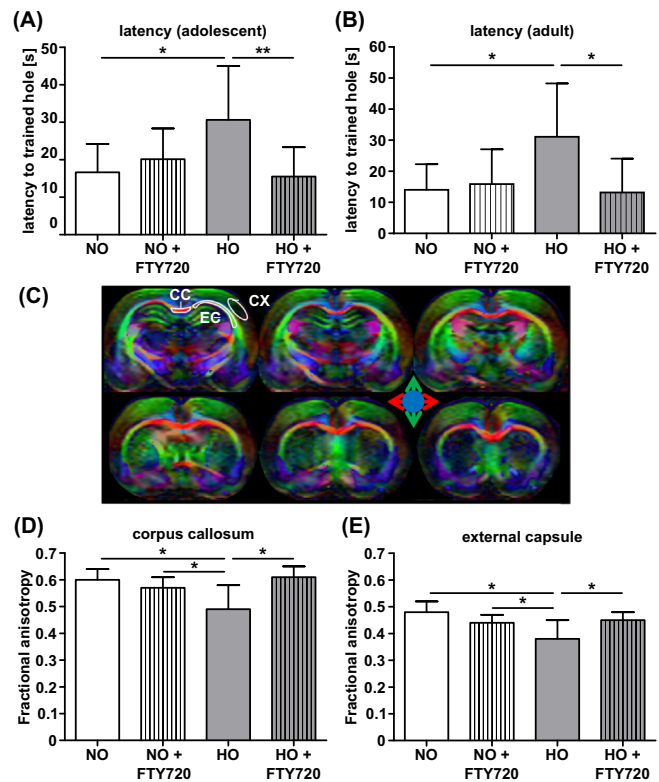 (A)
latency (adolescent)
latency to trained hole [s]
50
40
30
20
10
0
* **
NO NO + FTY720 HO HO + FTY720
(B)
latency (adult)
latency to trained hole [s]
60
50
40
30
20
10
0
* *
NO NO + FTY720 HO HO + FTY720
(C)
CC
EC
CX
(D)
corpus callosum
Fractional anisotropy
0.7
0.6
0.5
0.4
0.3
0.2
0.1
0
* * *
NO NO + FTY720 HO HO + FTY720
(E)
external capsule
Fractional anisotropy
0.7
0.6
0.5
0.4
0.3
0.2
0.1
0
* * *
NO NO + FTY720 HO HO + FTY720